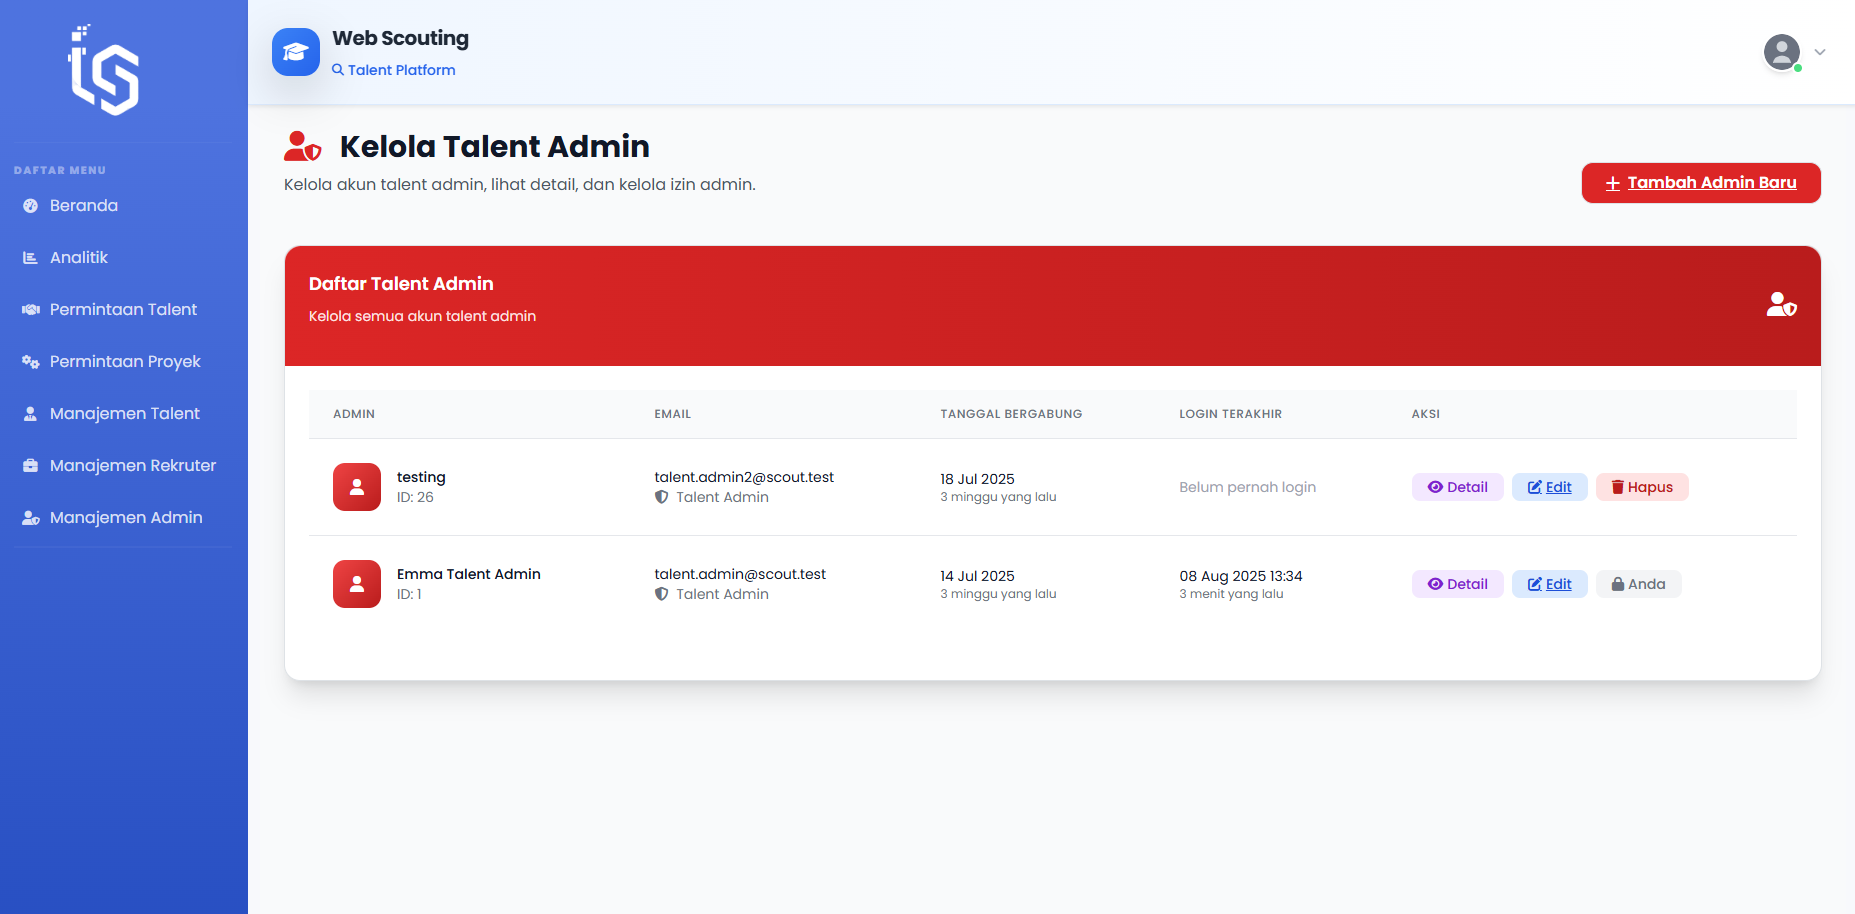 Web Scouting
Talent Platform
DAFTAR MENU
Beranda
Analitik
Permintaan Talent
Permintaan Proyek
Manajemen Talent
Manajemen Rekruter
Manajemen Admin
Kelola Talent Admin
Kelola akun talent admin, lihat detail, dan kelola izin admin.
Tambah Admin Baru
Daftar Talent Admin
Kelola semua akun talent admin
ADMIN EMAIL TANGGAL BERGABUNG LOGIN TERAKHIR AKSI
testing talent.admin2@scout.test 18 Jul 2025 Belum pernah login Detail Edit Hapus
ID: 26 Talent Admin 3 minggu yang lalu
Emma Talent Admin talent.admin@scout.test 14 Jul 2025 08 Aug 2025 13:34 Detail Edit Anda
ID: 1 Talent Admin 3 minggu yang lalu 3 menit yang lalu